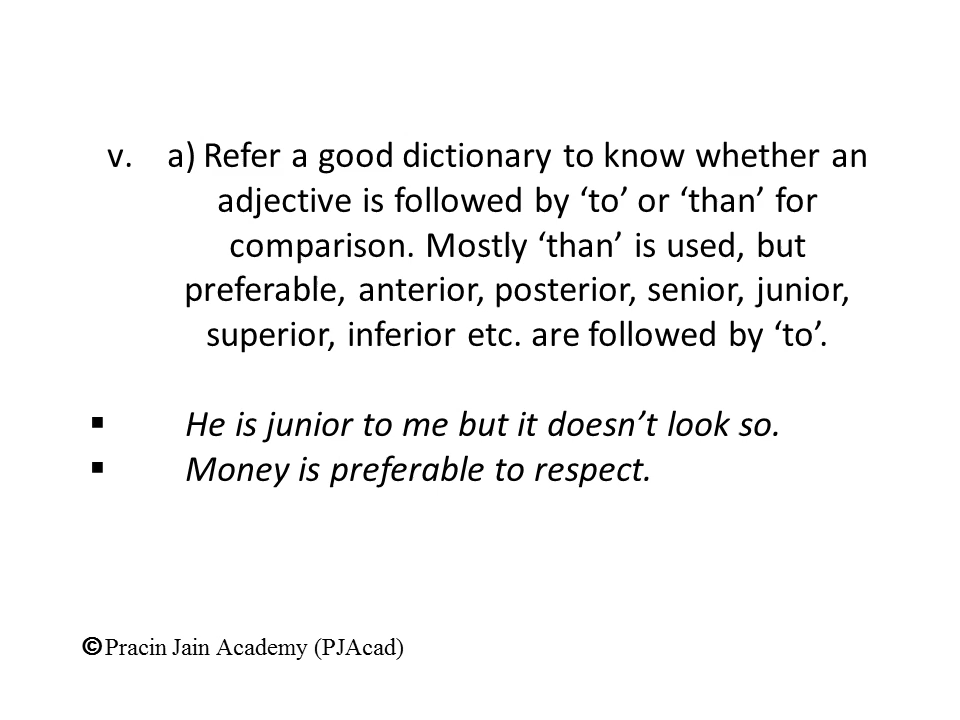 v. a) Refer a good dictionary to know whether an
adjective is followed by ‘to’ or ‘than’ for
comparison. Mostly ‘than’ is used, but
preferable, anterior, posterior, senior, junior,
superior, inferior etc. are followed by ‘to’.
▪ He is junior to me but it doesn’t look so.
▪ Money is preferable to respect.
©Pracin Jain Academy (PJAcad)